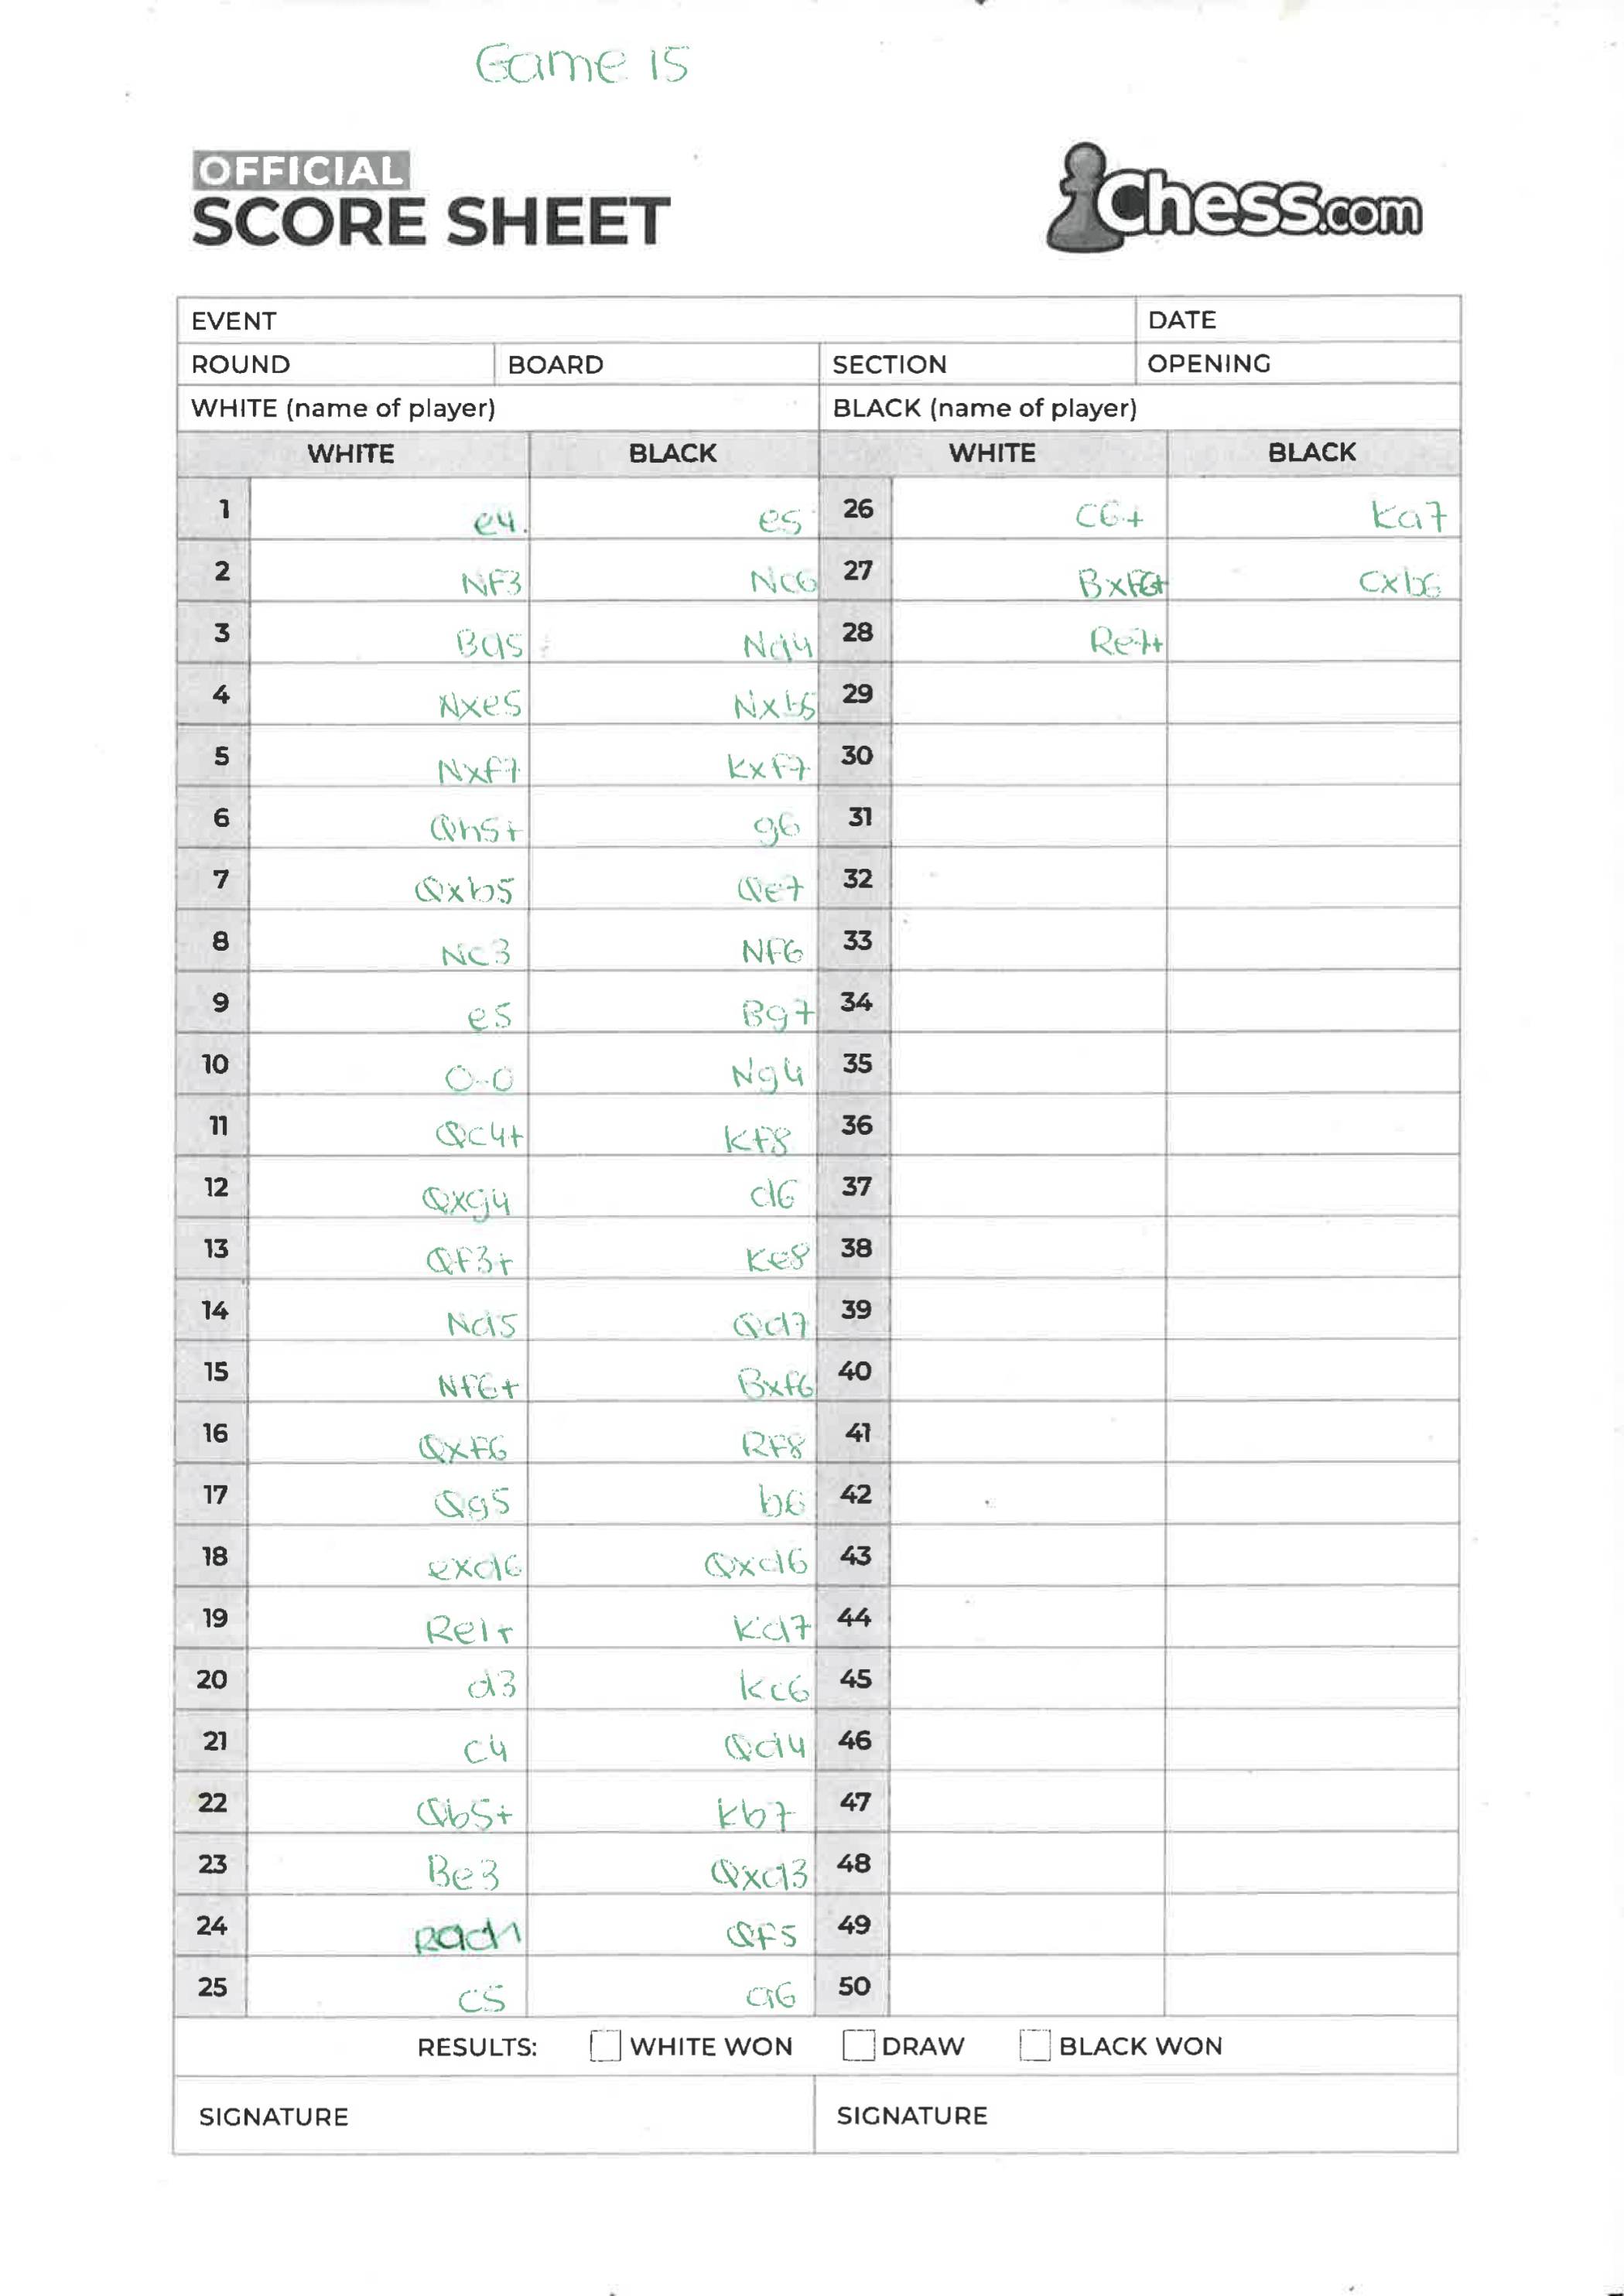 Game 15
OFFICIAL
SCORE SHEET
Chess.com
EVENT DATE
ROUND BOARD SECTION OPENING
WHITE (name of player) BLACK (name of player)
WHITE BLACK WHITE BLACK
1 e4. e5 26 C6+ Ka7
2 NF3 Nc6 27 BxF6+ Cxb6
3 Ba5 Nd4 28 Re7+
4 Nxe5 Nxb5 29
5 Nxf7 KxF7 30
6 Qh5+ g6 31
7 Qxb5 Qe7 32
8 Nc3 NF6 33
9 e5 Bg7 34
10 O-O Ng4 35
11 Qc4+ KF8 36
12 Qxg4 d6 37
13 QF3+ Ke8 38
14 Nd5 Qd7 39
15 Nf6+ Bxf6 40
16 QxF6 RF8 41
17 Qg5 b6 42
18 exd6 Qxd6 43
19 Re1+ Kd7 44
20 d3 Kc6 45
21 C4 Qd4 46
22 Qb5+ Kb7 47
23 Be3 Qxd3 48
24 Rad1 QF5 49
25 C5 a6 50
RESULTS: WHITE WON DRAW BLACK WON
SIGNATURE SIGNATURE